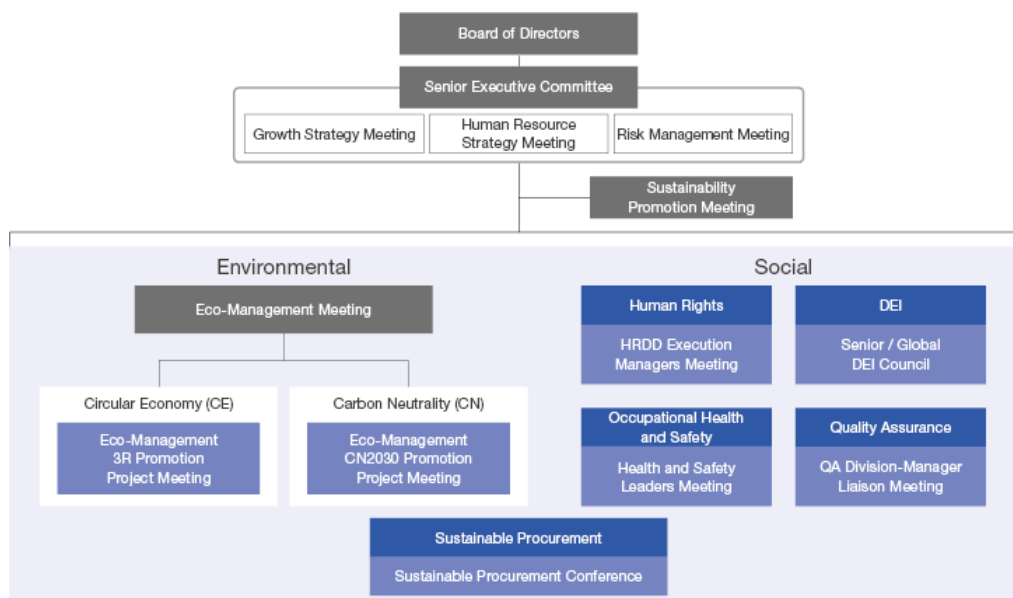 Board of Directors
Senior Executive Committee
Growth Strategy Meeting
Human Resource
Strategy Meeting
Risk Management Meeting
Sustainability
Promotion Meeting
Environmental
Social
Eco-Management Meeting
Human Rights
HRDD Execution
Managers Meeting
DEI
Senior / Global
DEI Council
Circular Economy (CE)
Eco-Management
3R Promotion
Project Meeting
Carbon Neutrality (CN)
Eco-Management
CN2030 Promotion
Project Meeting
Occupational Health
and Safety
Health and Safety
Leaders Meeting
Quality Assurance
QA Division-Manager
Liaison Meeting
Sustainable Procurement
Sustainable Procurement Conference